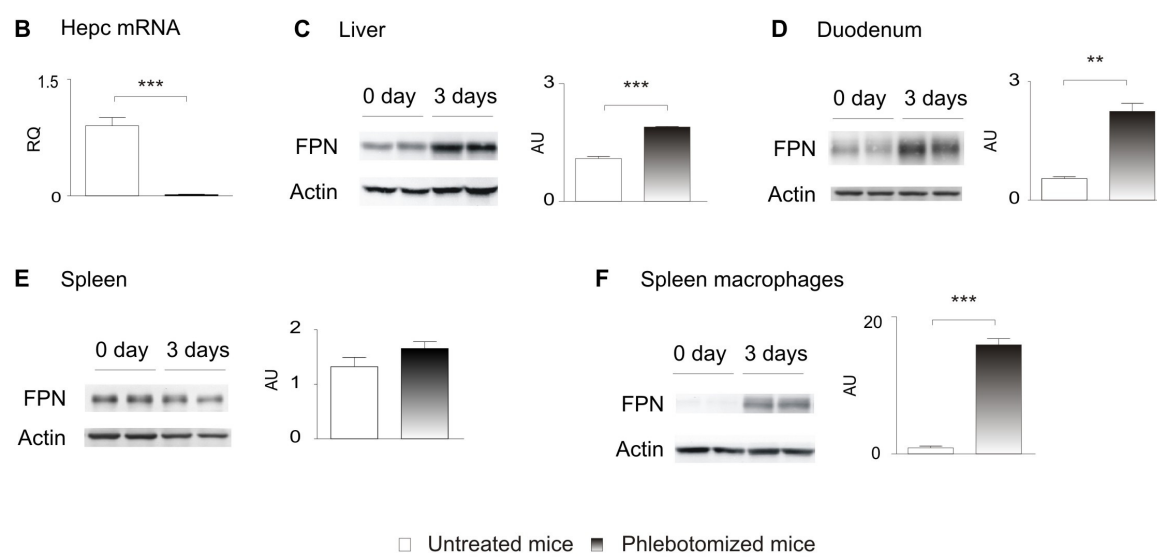 B Hepc mRNA
1.5
***
RQ
0
C Liver
0 day 3 days
FPN
Actin
3
***
AU
0
D Duodenum
0 day 3 days
FPN
Actin
3
**
AU
0
E Spleen
0 day 3 days
FPN
Actin
2
AU
1
0
F Spleen macrophages
0 day 3 days
FPN
Actin
***
20
AU
0
Untreated mice Phlebotomized mice